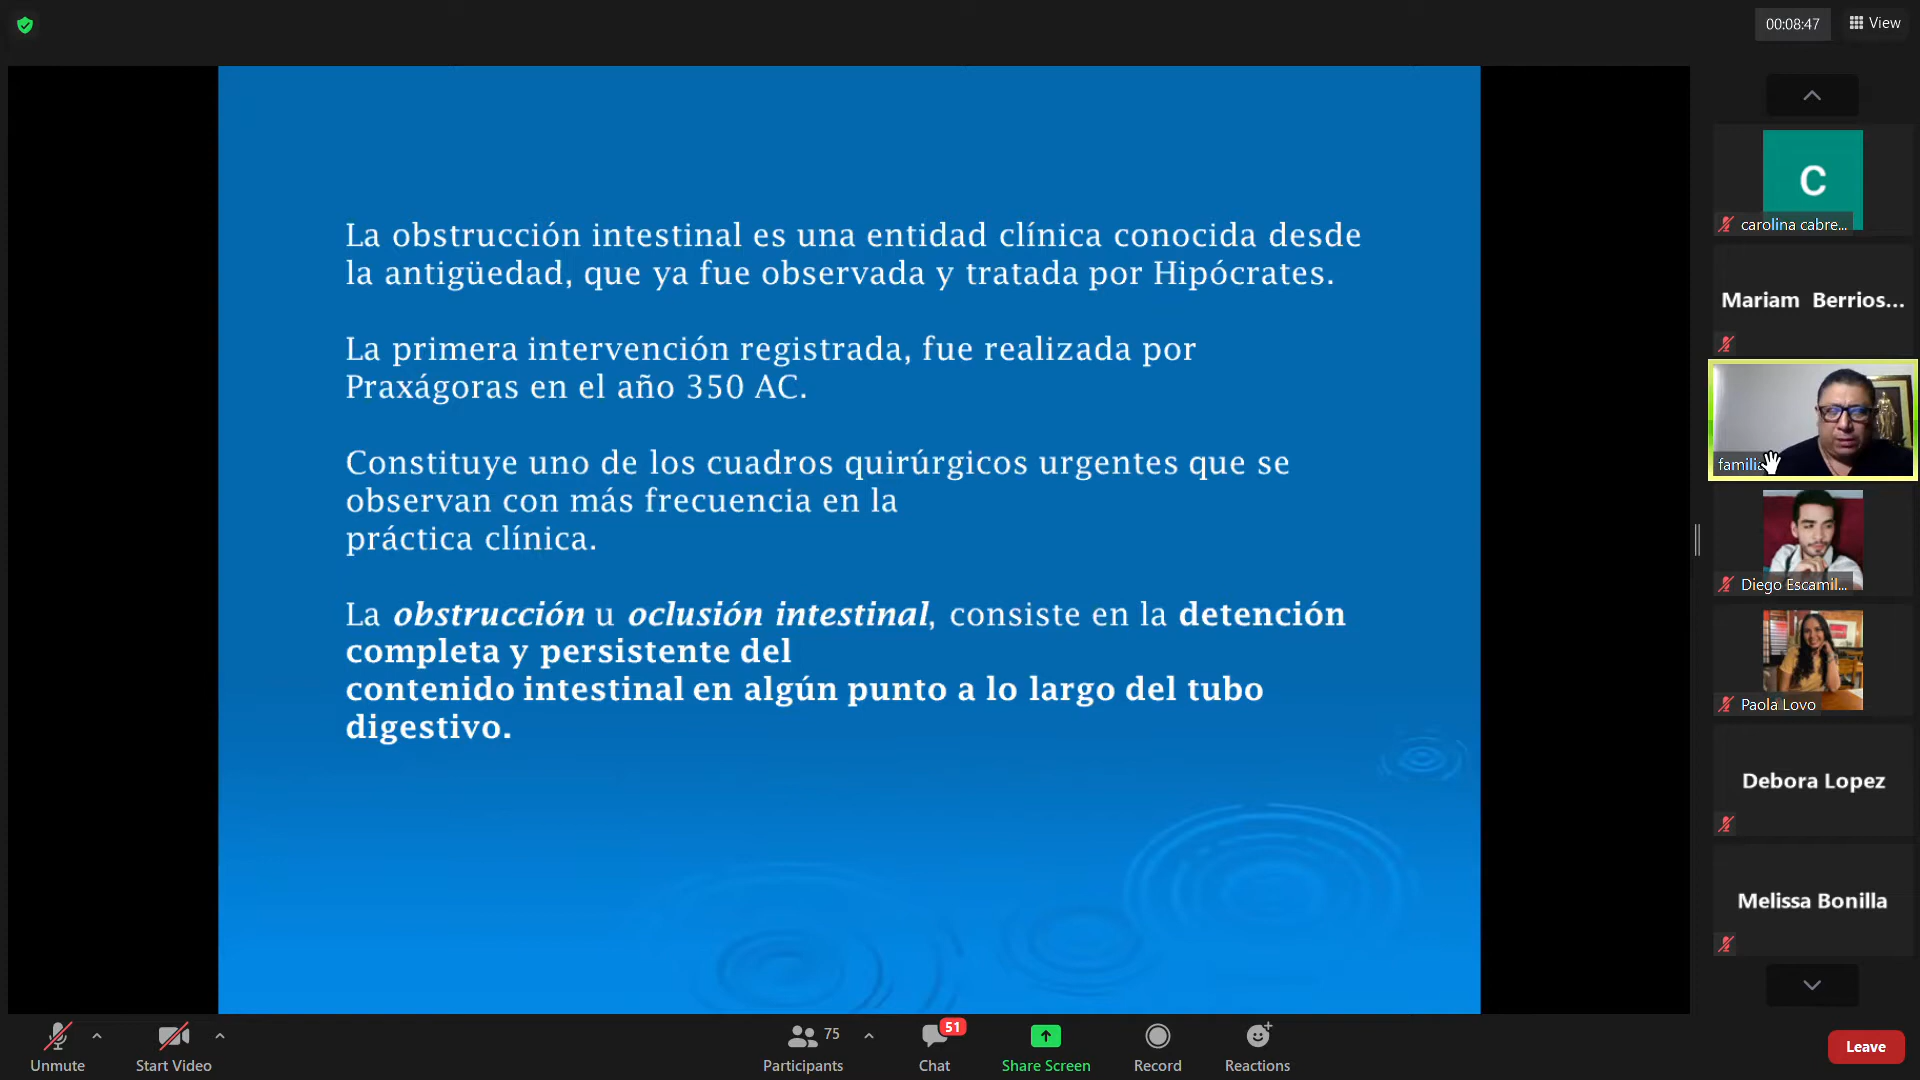 00:08:47
View
La obstrucción intestinal es una entidad clínica conocida desde
la antigüedad, que ya fue observada y tratada por Hipócrates.
La primera intervención registrada, fue realizada por
Praxágoras en el año 350 AC.
Constituye uno de los cuadros quirúrgicos urgentes que se
observan con más frecuencia en la
práctica clínica.
La obstrucción u oclusión intestinal, consiste en la detención
completa y persistente del
contenido intestinal en algún punto a lo largo del tubo
digestivo.
C
carolina cabre...
Mariam Berrios...
familia
Diego Escamil...
Paola Lovo
Debora Lopez
Melissa Bonilla
Unmute
Start Video
75
Participants
51
Chat
Share Screen
Record
Reactions
Leave